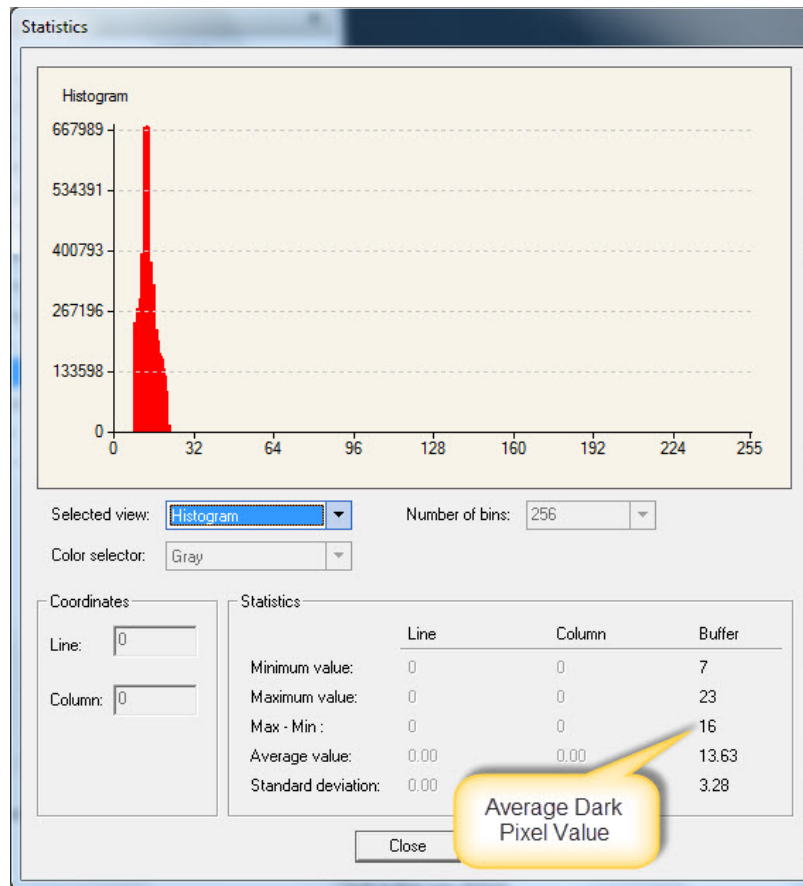 Statistics
Histogram
667989
534391
400793
267196
133598
0
0 32 64 96 128 160 192 224 255
Selected view: Histogram Number of bins: 256
Color selector: Gray
Coordinates
Line: 0
Column: 0
Statistics
Line Column Buffer
Minimum value: 0 0 7
Maximum value: 0 0 23
Max - Min : 0 0 16
Average value: 0.00 0.00 13.63
Standard deviation: 0.00 3.28
Average Dark
Pixel Value
Close